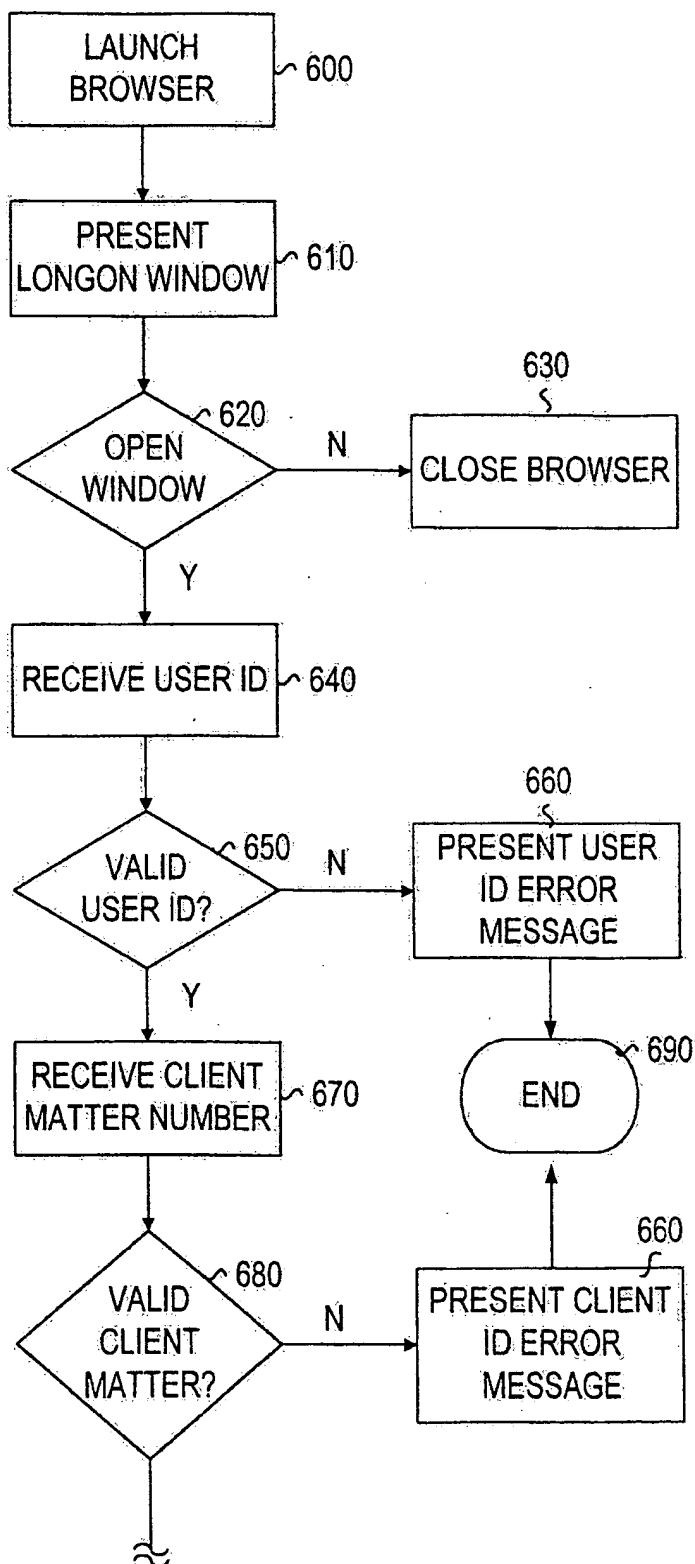 LAUNCH
BROWSER
600
PRESENT
LONGON WINDOW
610
620
OPEN
WINDOW
N
630
CLOSE BROWSER
Y
RECEIVE USER ID
640
650
VALID
USER ID?
N
660
PRESENT USER
ID ERROR
MESSAGE
Y
690
END
RECEIVE CLIENT
MATTER NUMBER
670
680
VALID
CLIENT
MATTER?
N
660
PRESENT CLIENT
ID ERROR
MESSAGE